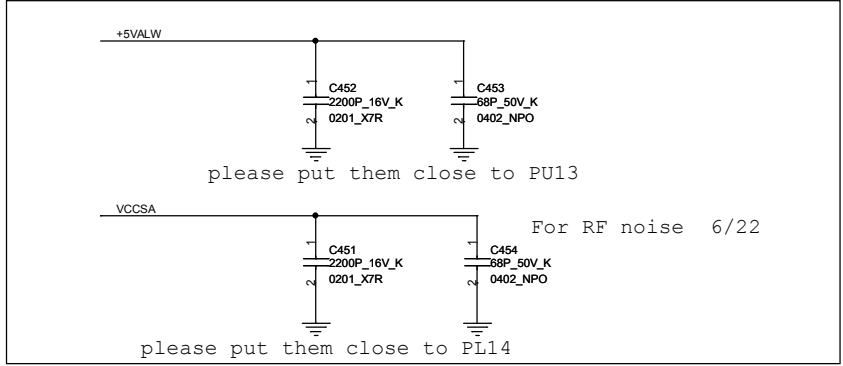 +5VALW
1
C452
2200P_16V_K
2
0201_X7R
1
C453
68P_50V_K
2
0402_NPO
please put them close to PU13
VCCSA
For RF noise 6/22
1
C451
2200P_16V_K
2
0201_X7R
1
C454
68P_50V_K
2
0402_NPO
please put them close to PL14